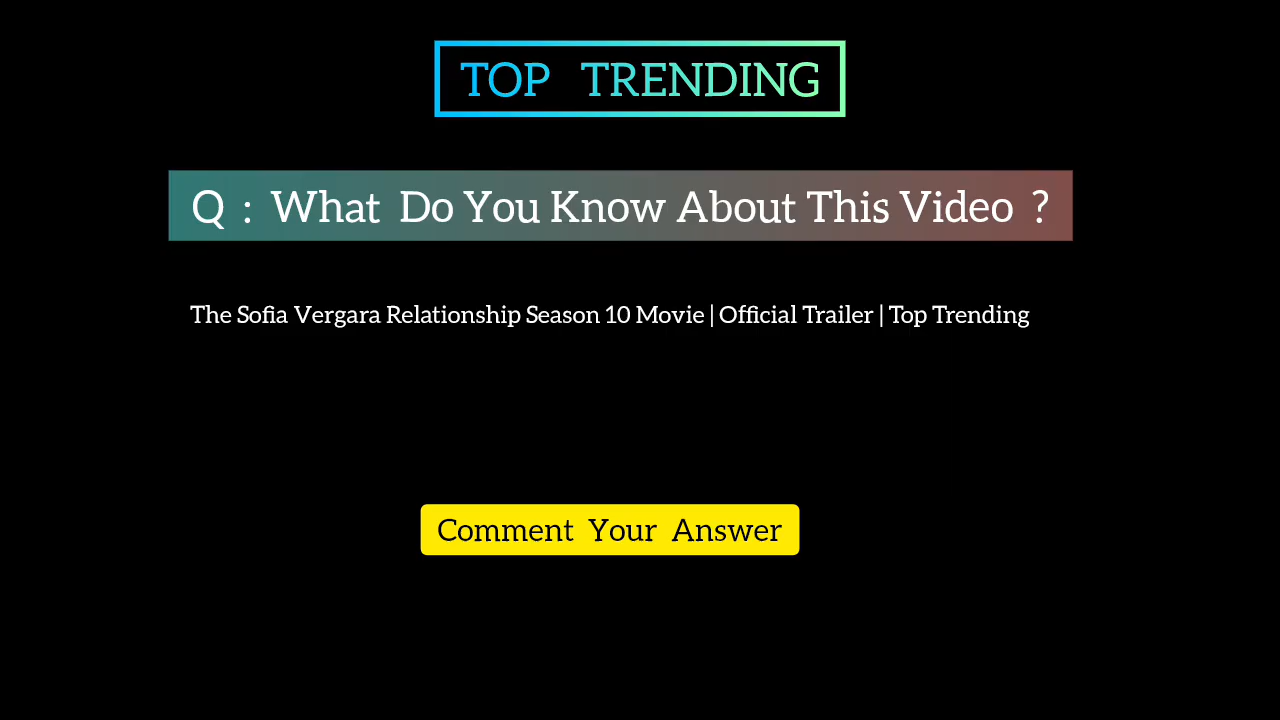 TOP TRENDING
Q : What Do You Know About This Video ?
The Sofia Vergara Relationship Season 10 Movie | Official Trailer | Top Trending
Comment Your Answer